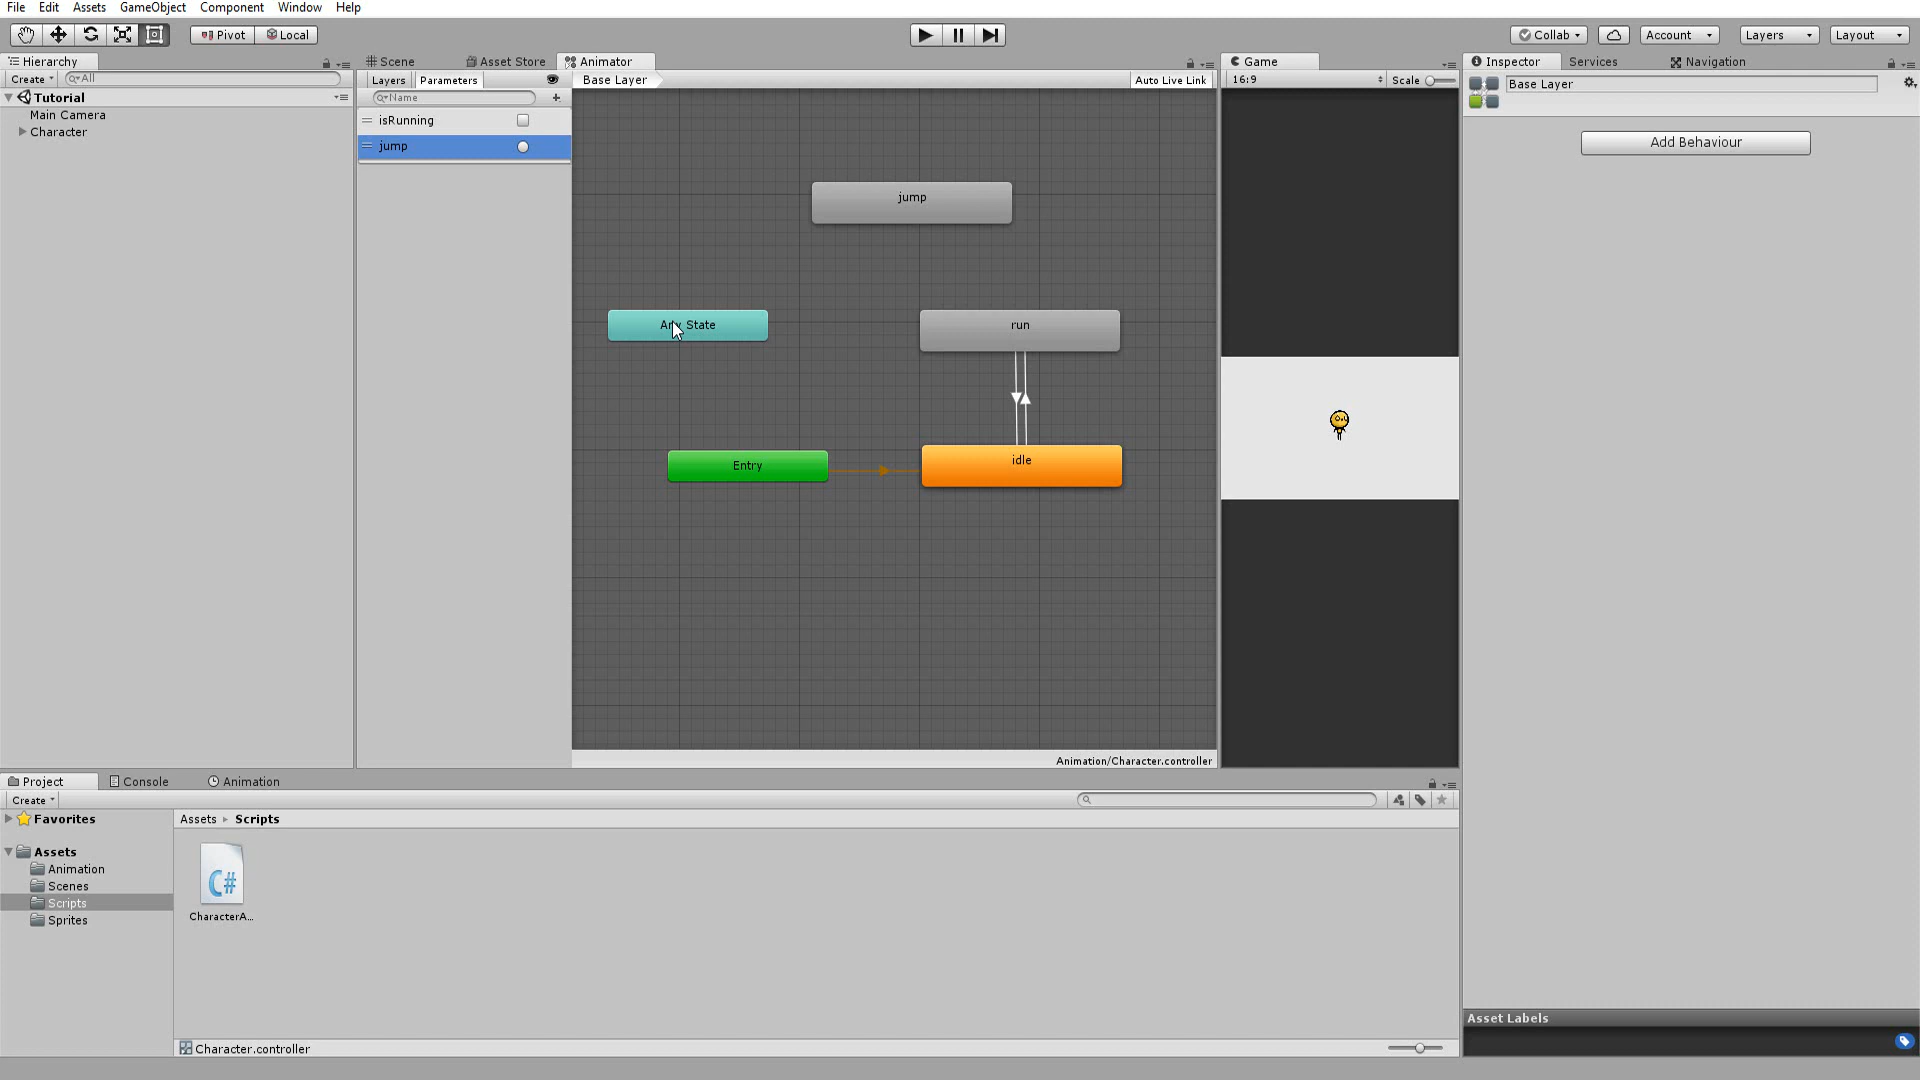 File Edit Assets GameObject Component Window Help
Pivot Local Collab Account Layers Layout
Hierarchy Scene Asset Store Animator Game Inspector Services Navigation
Create All Layers Parameters Base Layer Auto Live Link 16:9 Scale Base Layer
Tutorial Name
Main Camera
Character
isRunning
jump
Add Behaviour
jump
Any State run
Entry idle
Animation/Character.controller
Project Console Animation
Create
Favorites Assets Scripts
Assets
Animation
Scenes
Scripts
Sprites
C#
CharacterA...
Asset Labels
Character.controller